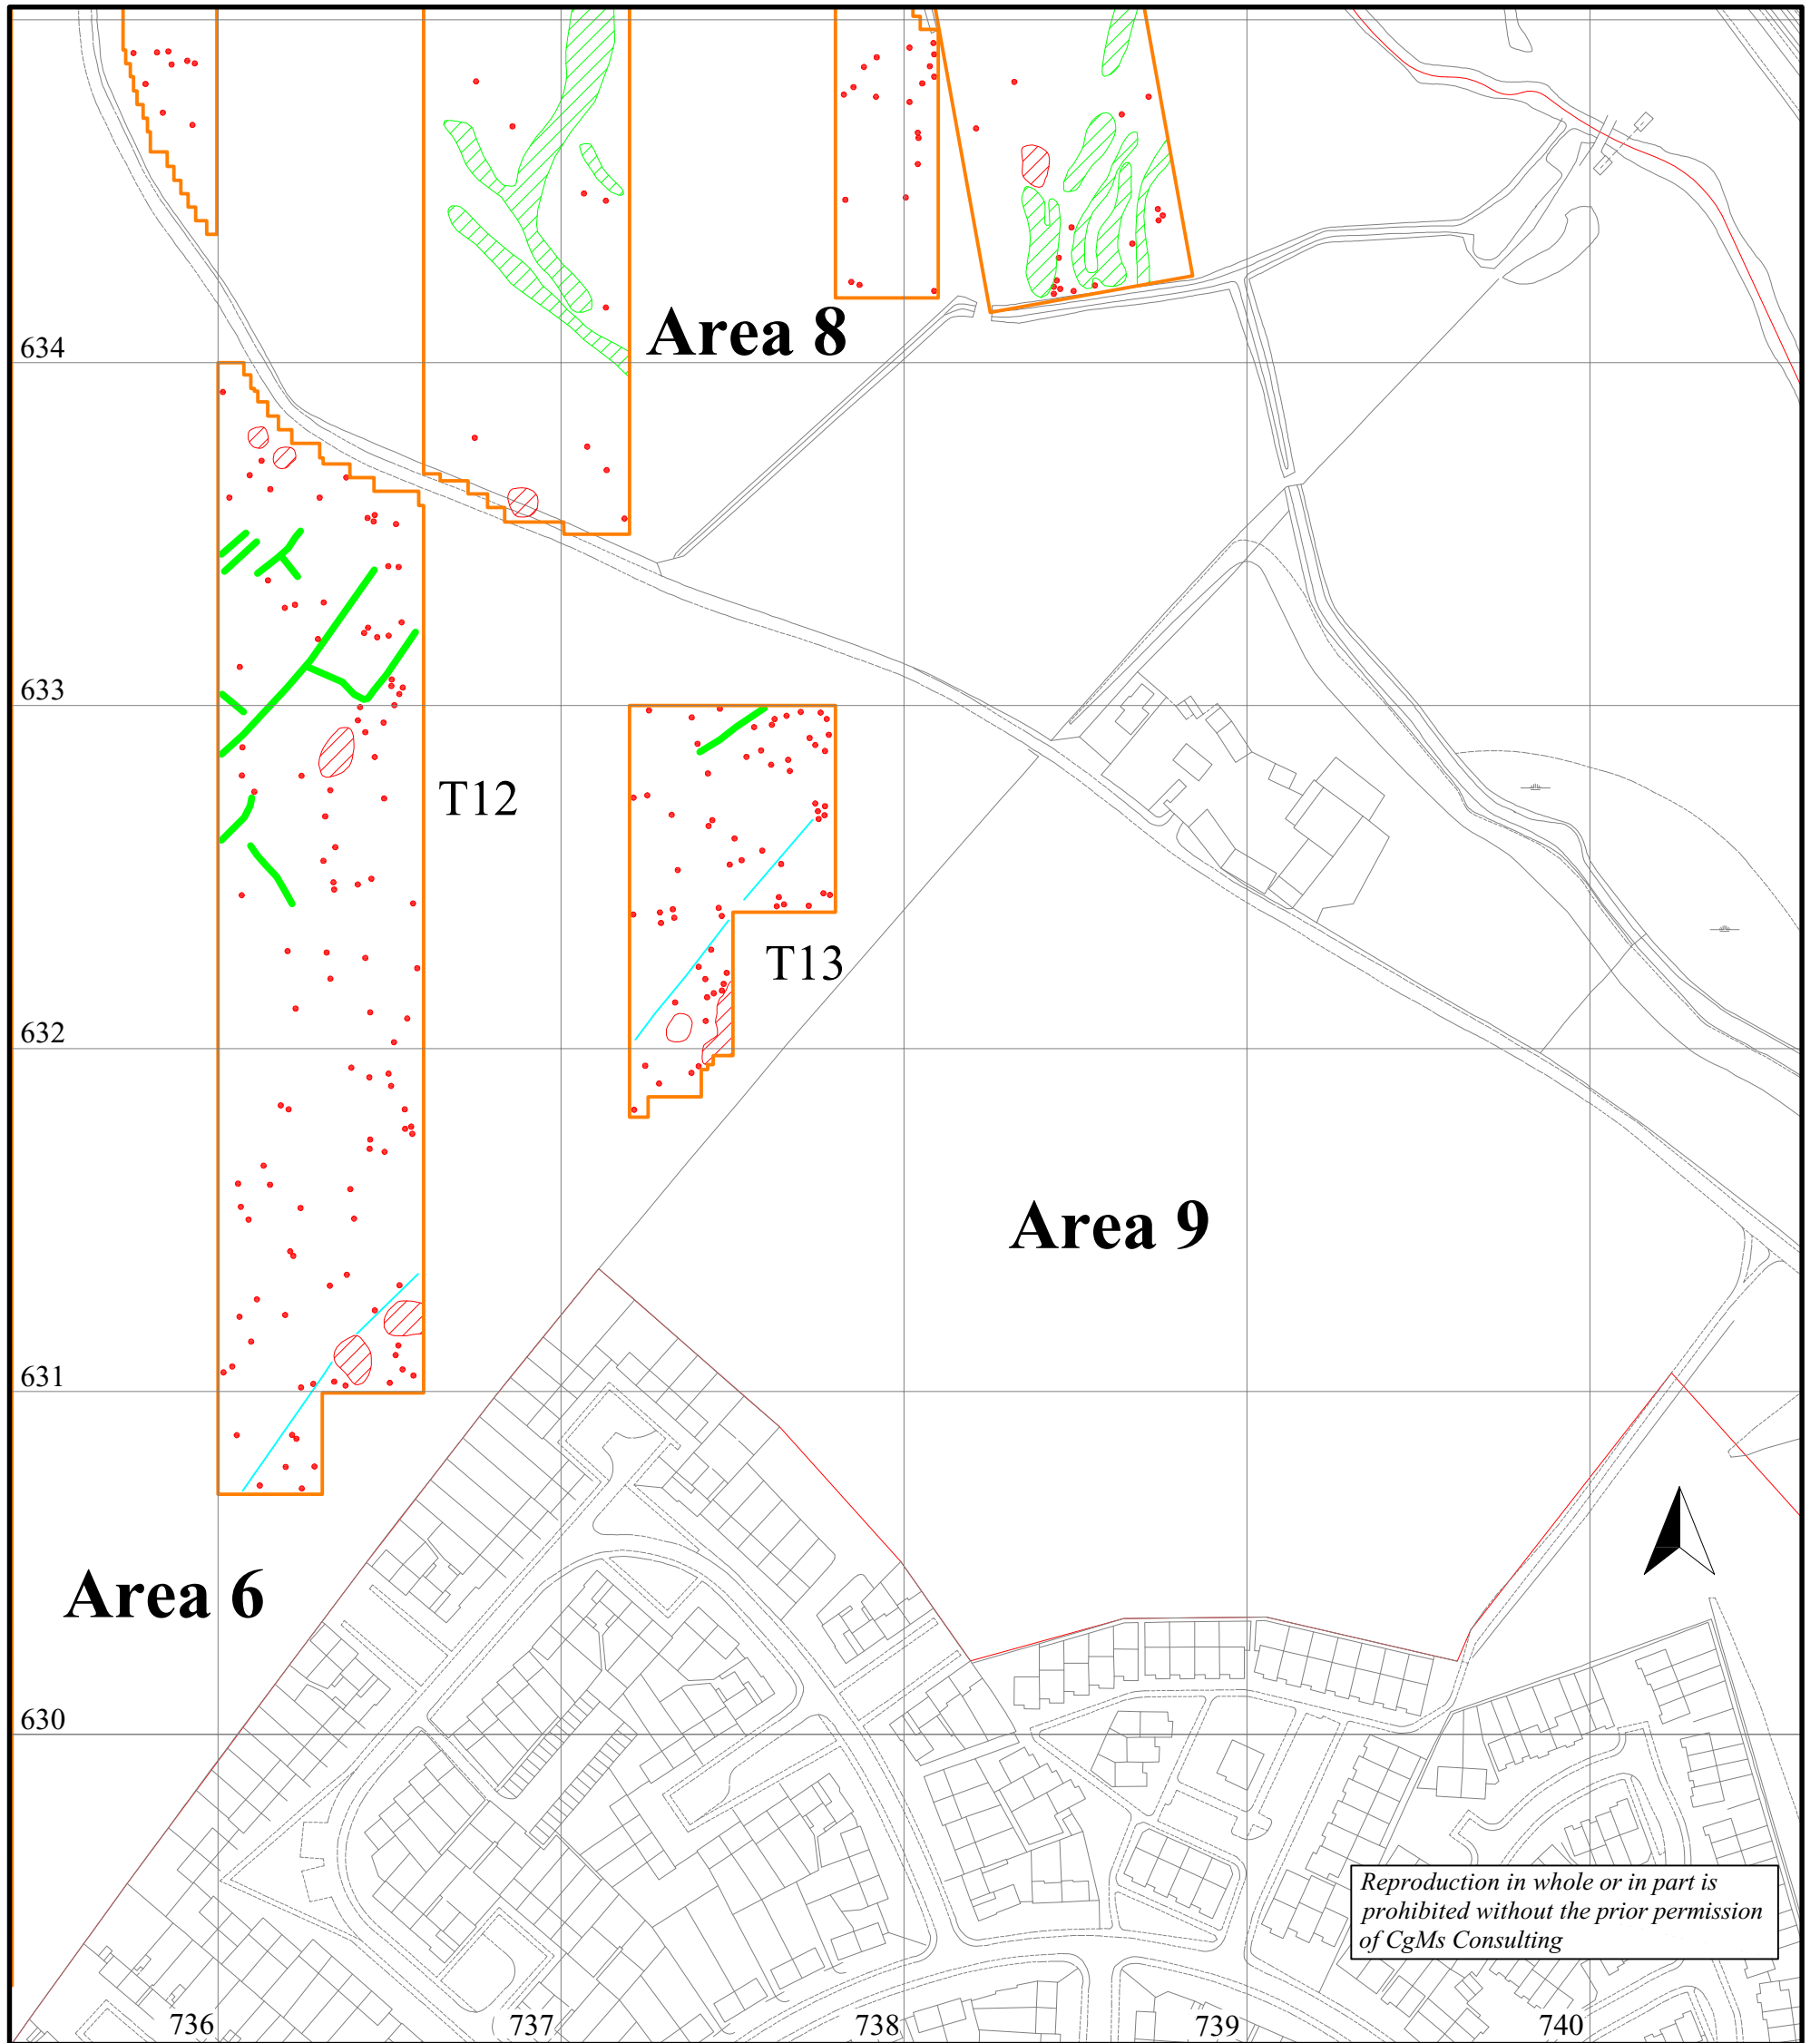 Area 8
634
633
T12
T13
632
Area 9
631
Area 6
630
Reproduction in whole or in part is
prohibited without the prior permission
of CgMs Consulting
736
737
738
739
740